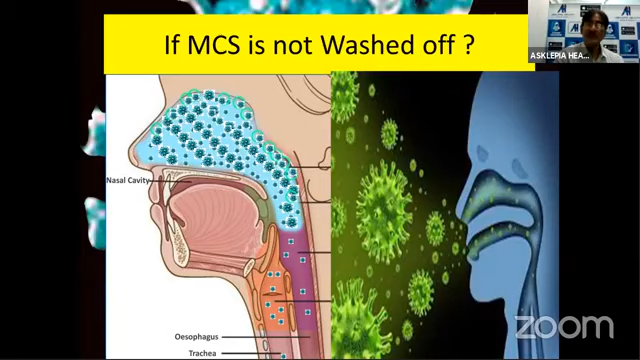 If MCS is not Washed off ?
ASKLEPIA HEA...
Nasal Cavity
Oesophagus
Trachea
zoom